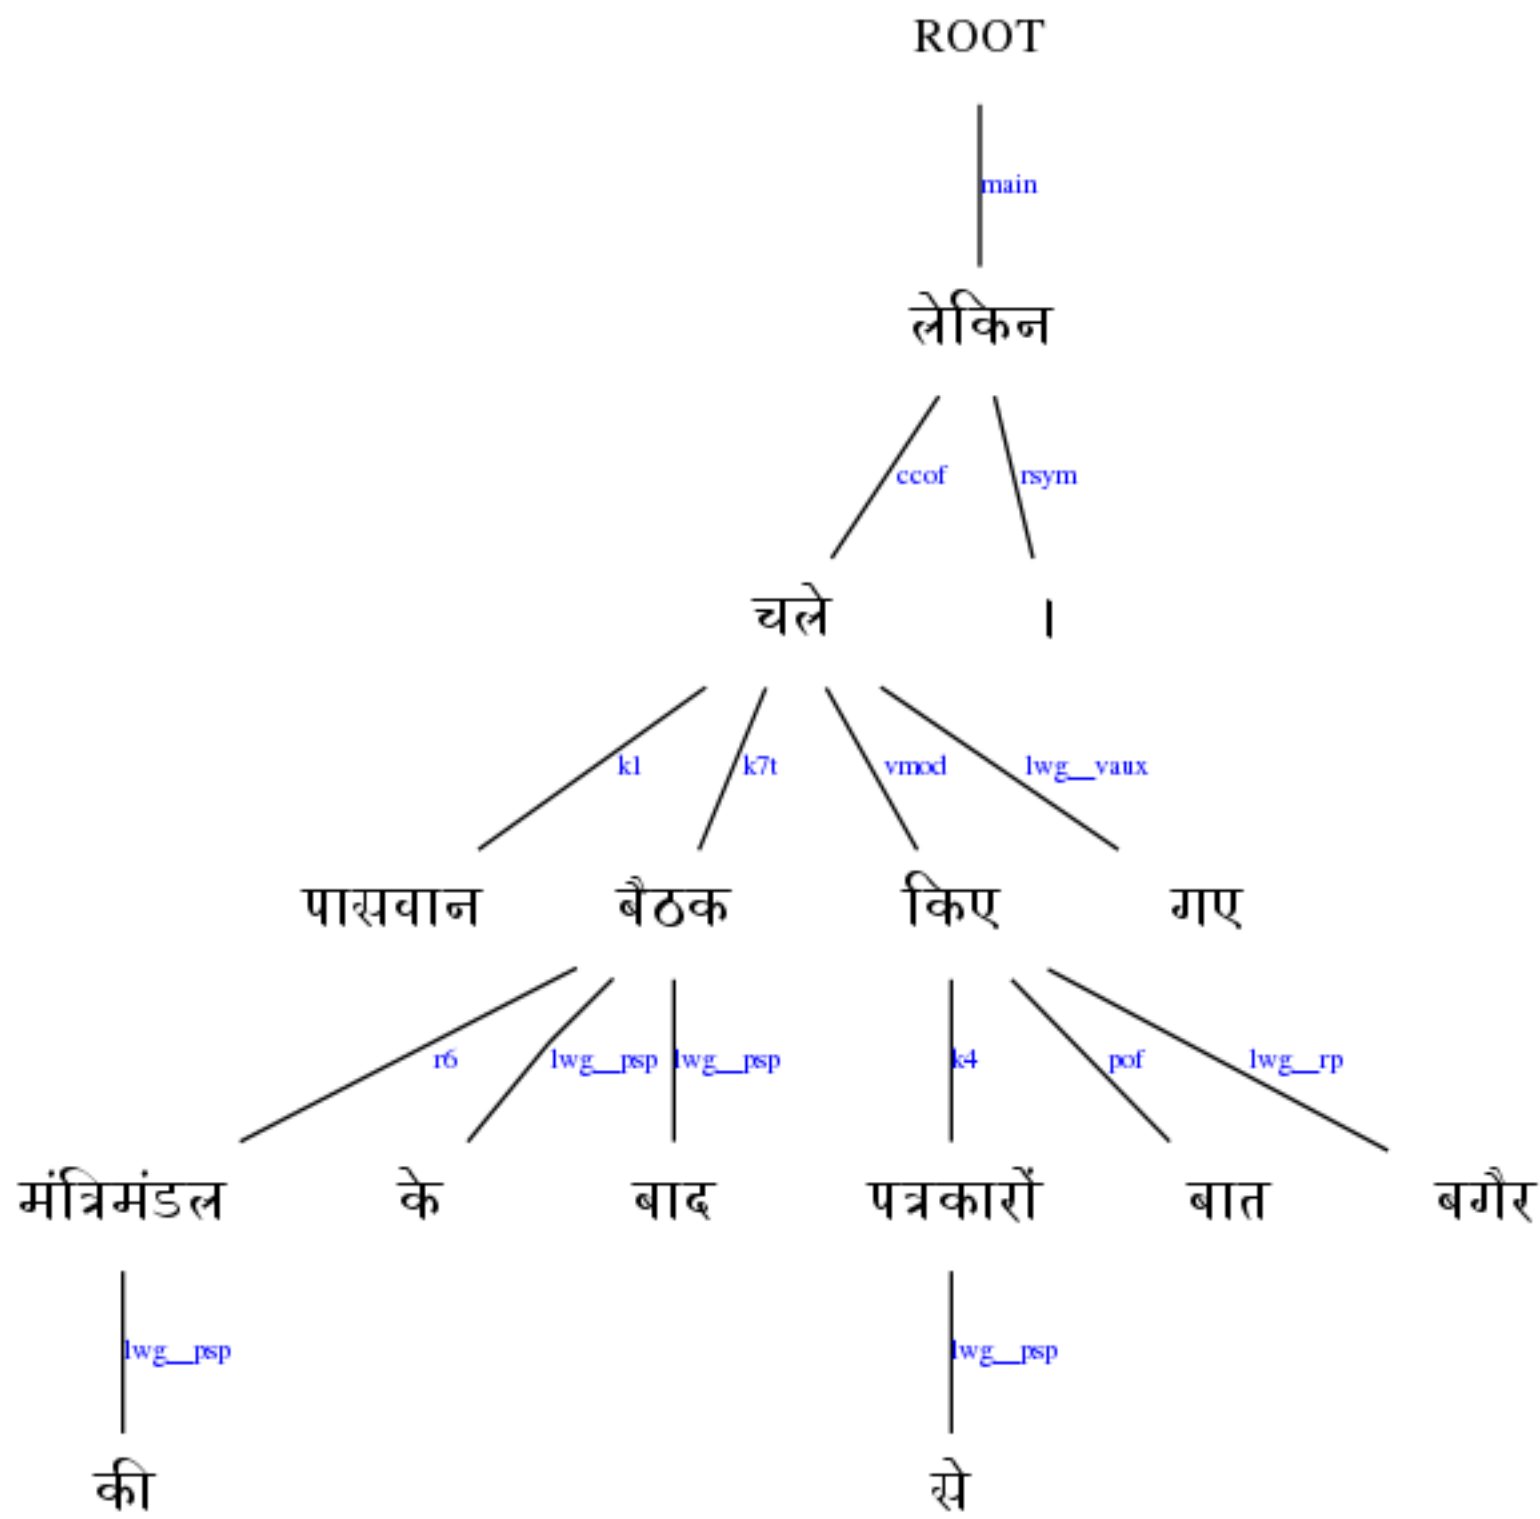 ROOT
main
लेकिन
ccof rsym
चले ।
k1 k7t vmod lwg__vaux
पासवान बैठक किए गए
r6 lwg__psp lwg__psp k4 pof lwg__rp
मंत्रिमंडल के बाद पत्रकारों बात बगैर
lwg__psp lwg__psp
की से